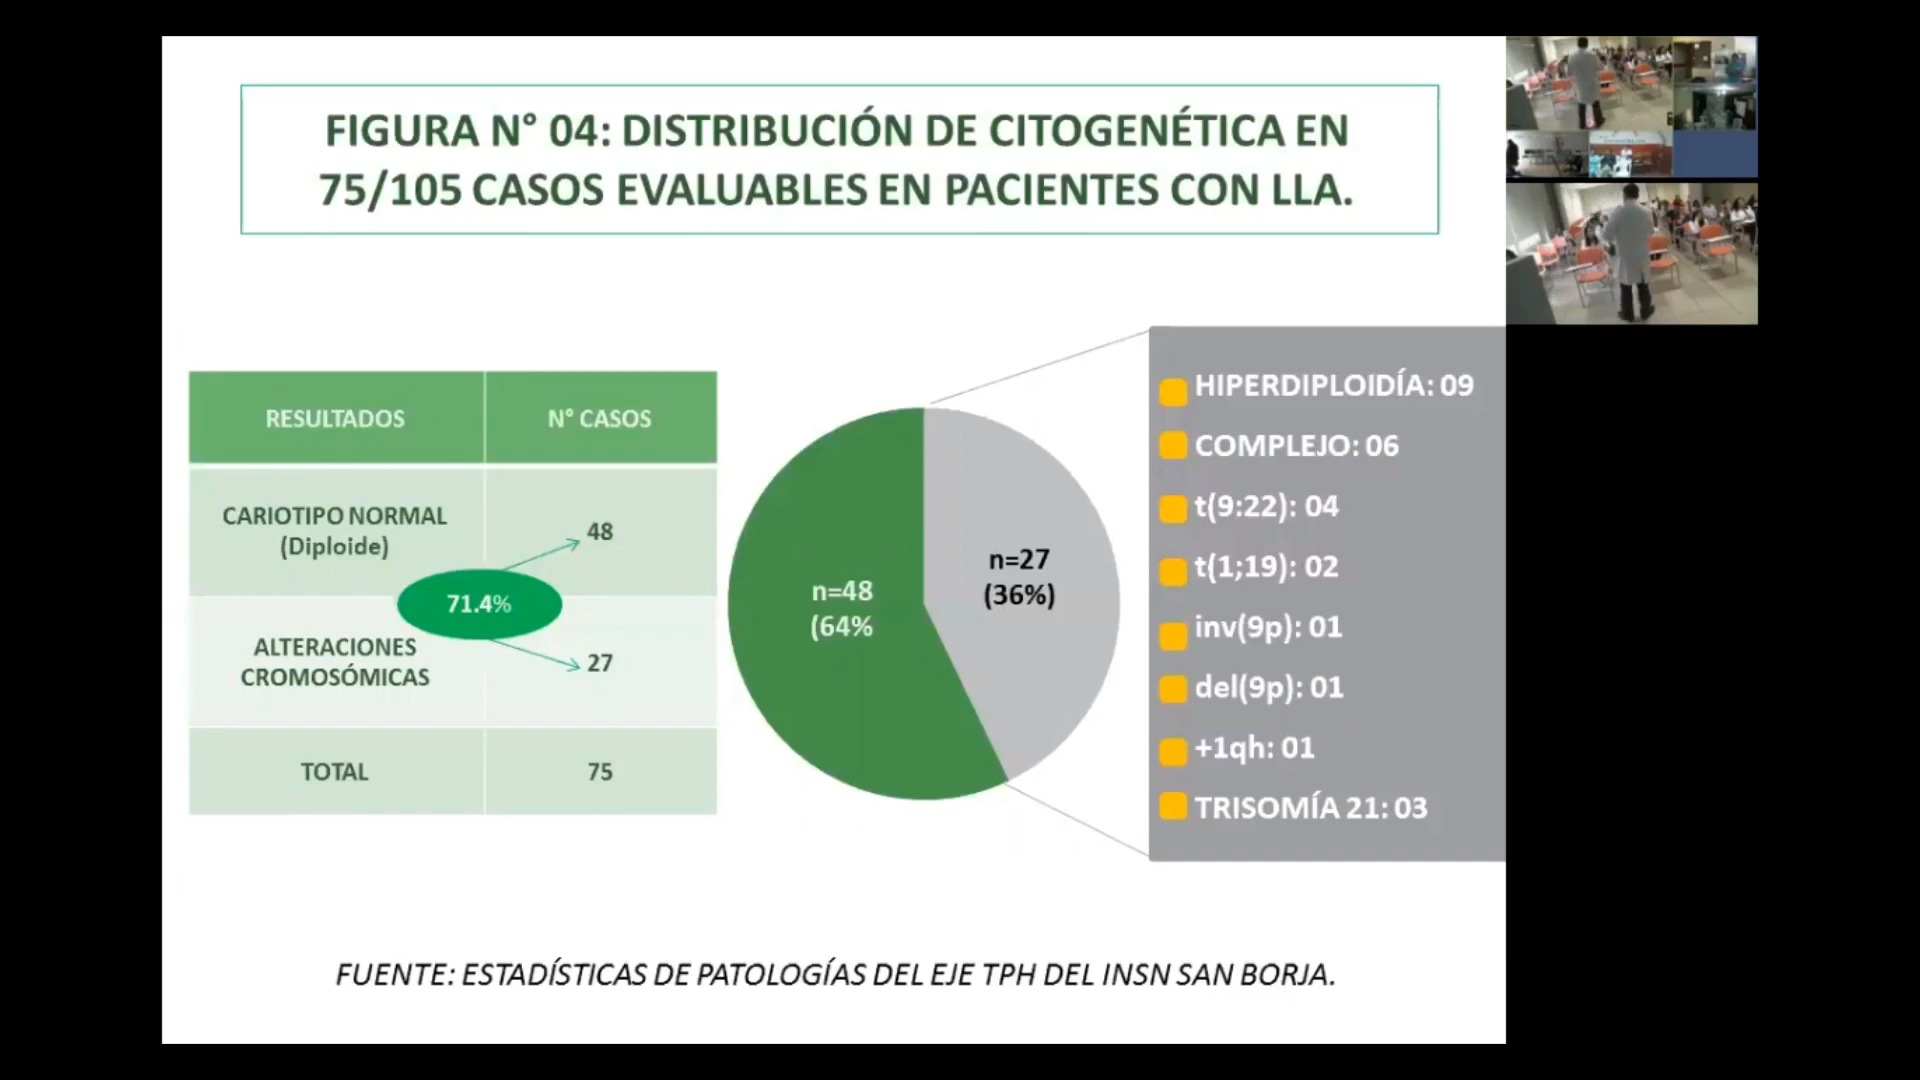 FIGURA N° 04: DISTRIBUCIÓN DE CITOGENÉTICA EN
75/105 CASOS EVALUABLES EN PACIENTES CON LLA.
RESULTADOS
N° CASOS
CARIOTIPO NORMAL
(Diploide)
48
71.4%
ALTERACIONES
CROMOSÓMICAS
27
TOTAL
75
n=48
(64%
n=27
(36%)
HIPERDIPLOIDÍA: 09
COMPLEJO: 06
t(9:22): 04
t(1;19): 02
inv(9p): 01
del(9p): 01
+1qh: 01
TRISOMÍA 21: 03
FUENTE: ESTADÍSTICAS DE PATOLOGÍAS DEL EJE TPH DEL INSN SAN BORJA.